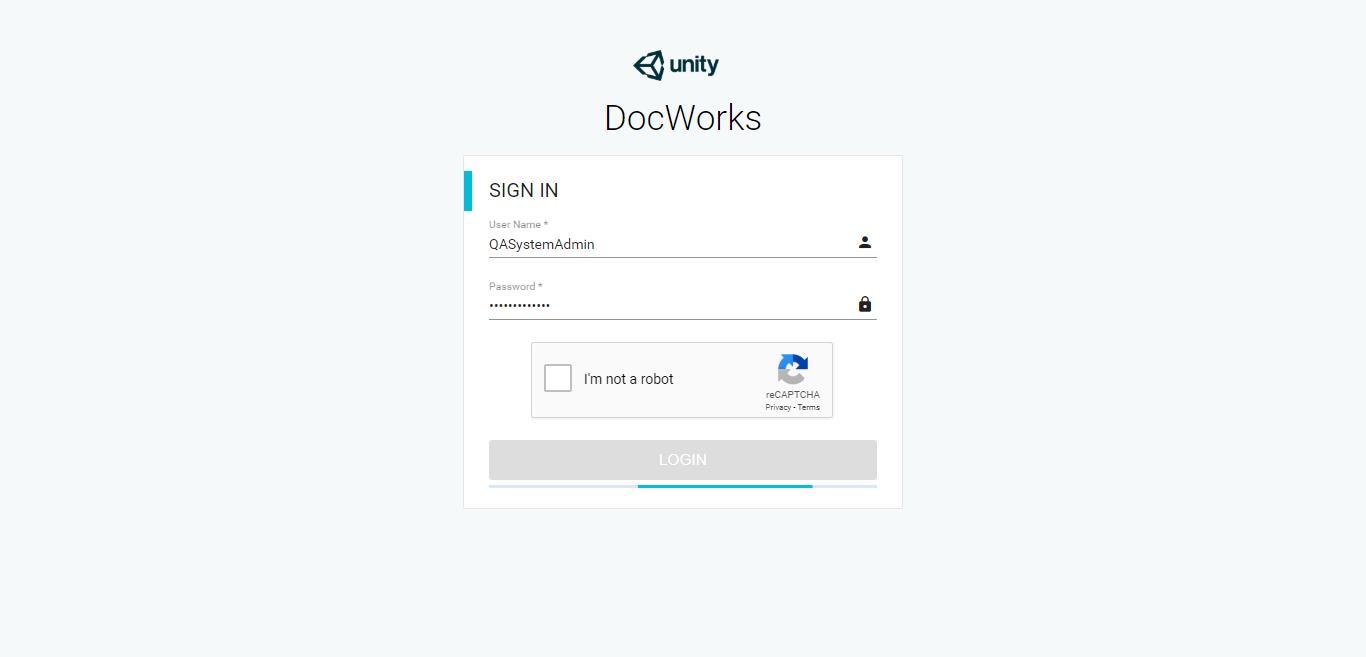 unity
DocWorks
SIGN IN
User Name *
QASystemAdmin
Password *
•••••••••••••
I'm not a robot
reCAPTCHA
Privacy - Terms
LOGIN